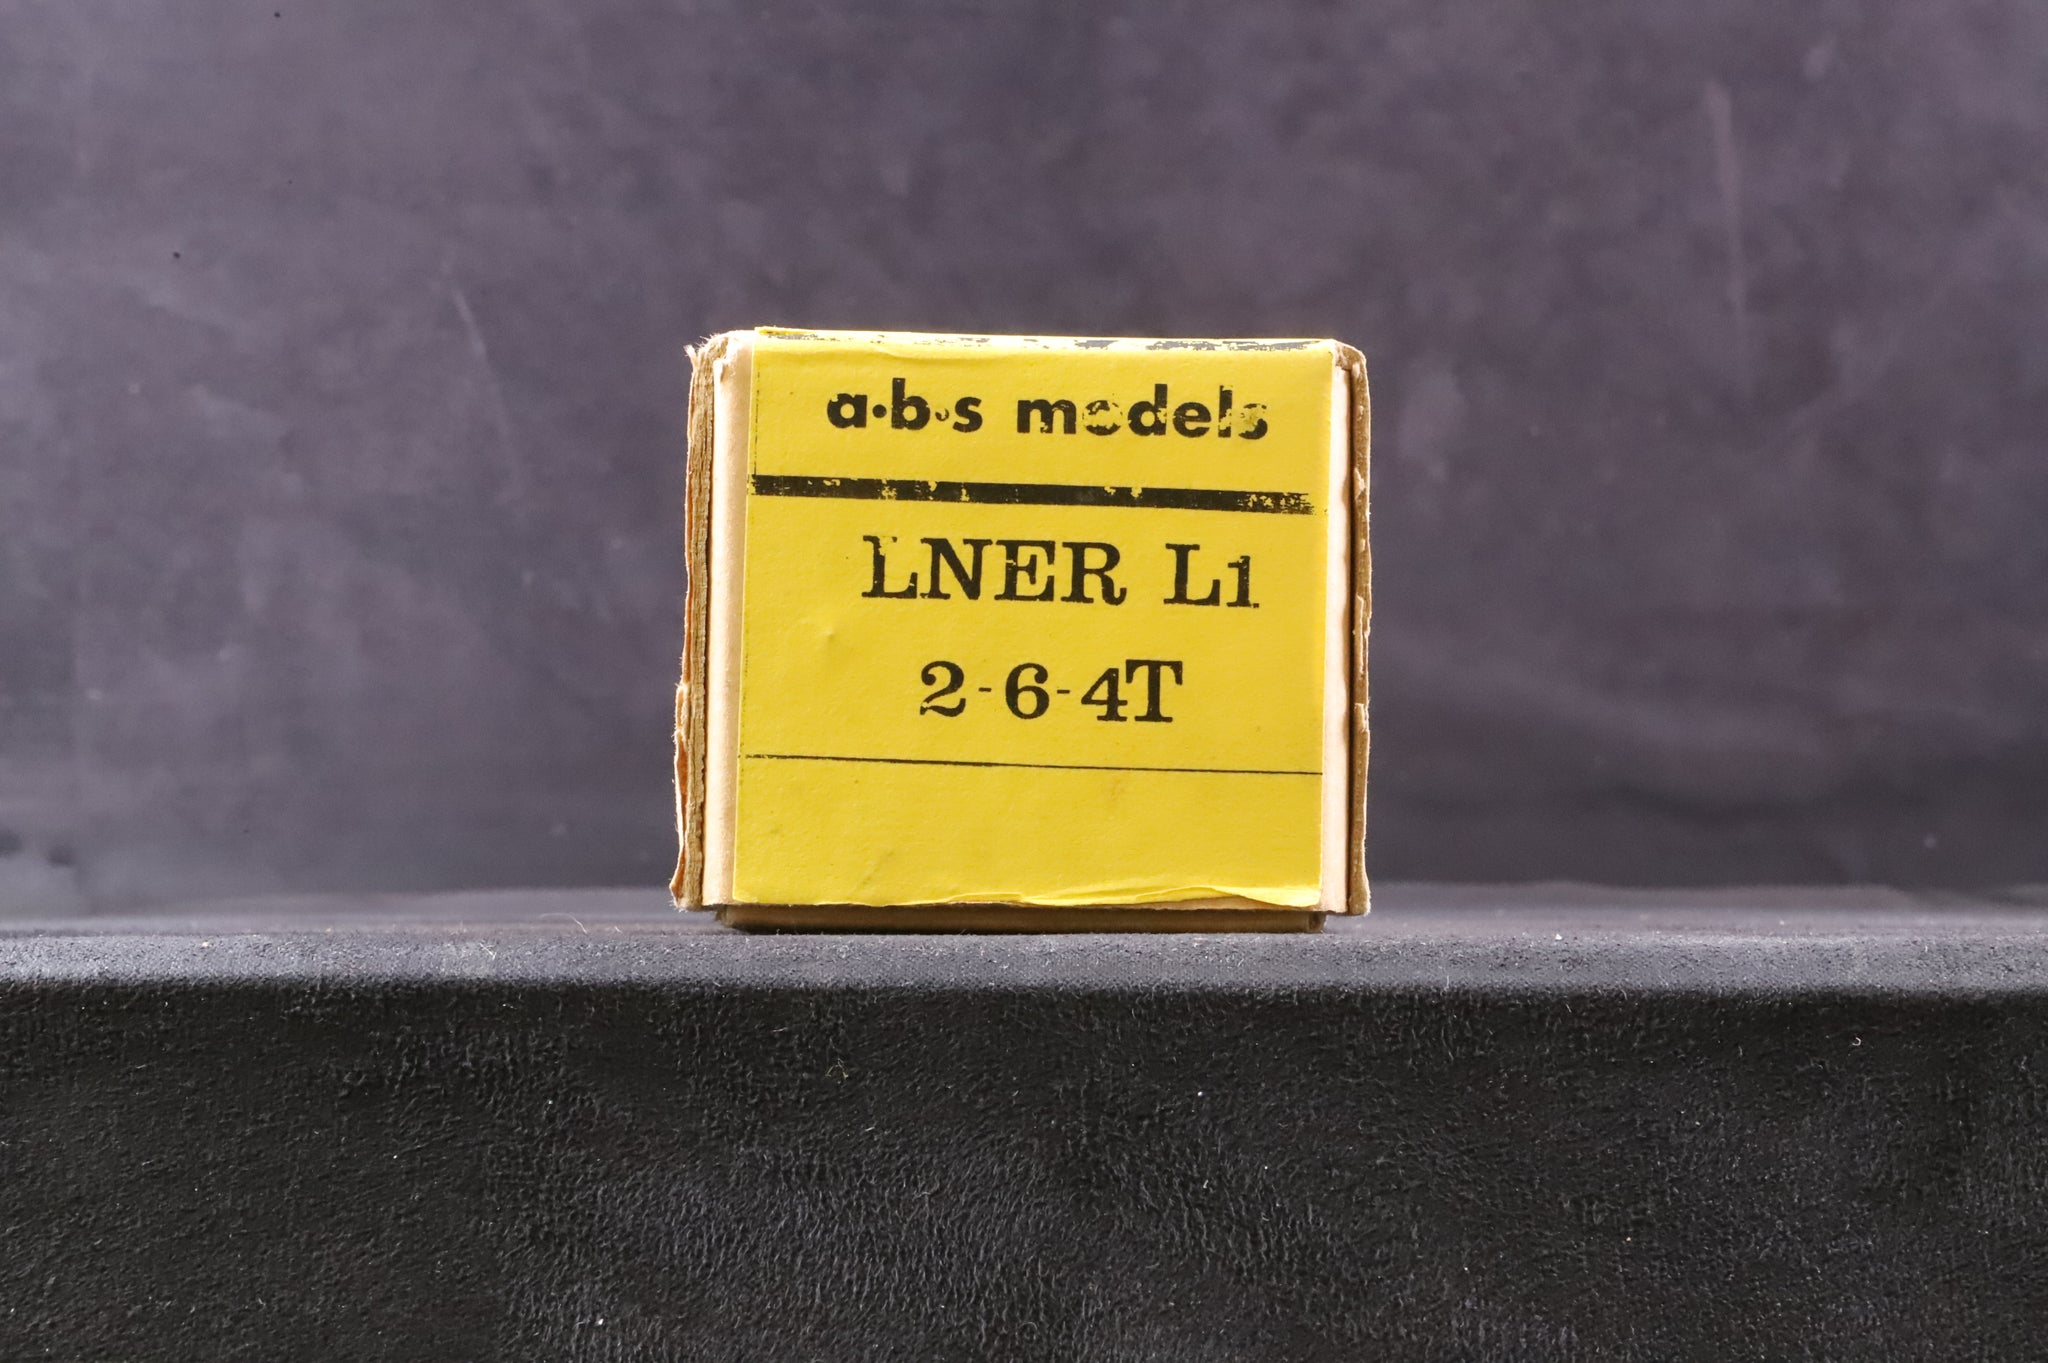 a·b·s models
LNER L1
2-6-4T